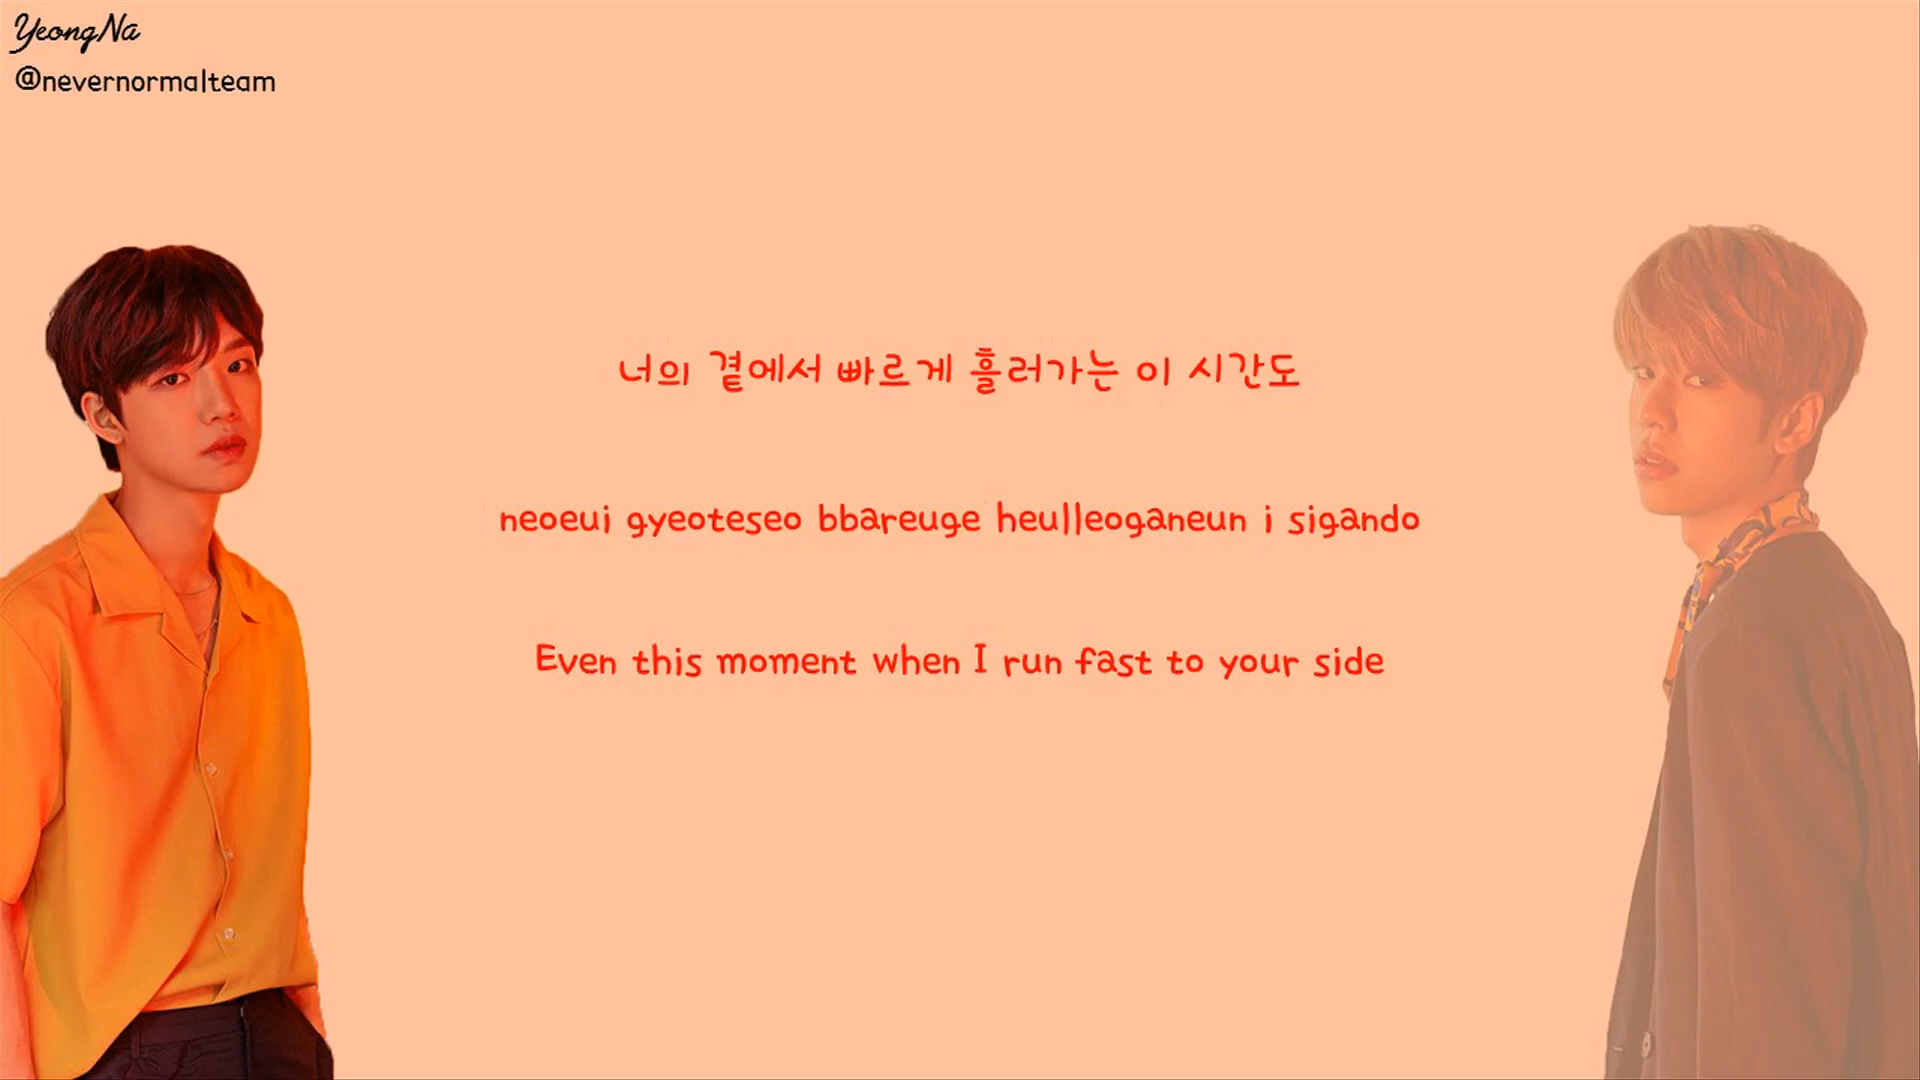 YeongNa
@nevernormalteam
너의 곁에서 빠르게 흘러가는 이 시간도
neoeui gyeoteseo bbareuge heulleoganeun i sigando
Even this moment when I run fast to your side